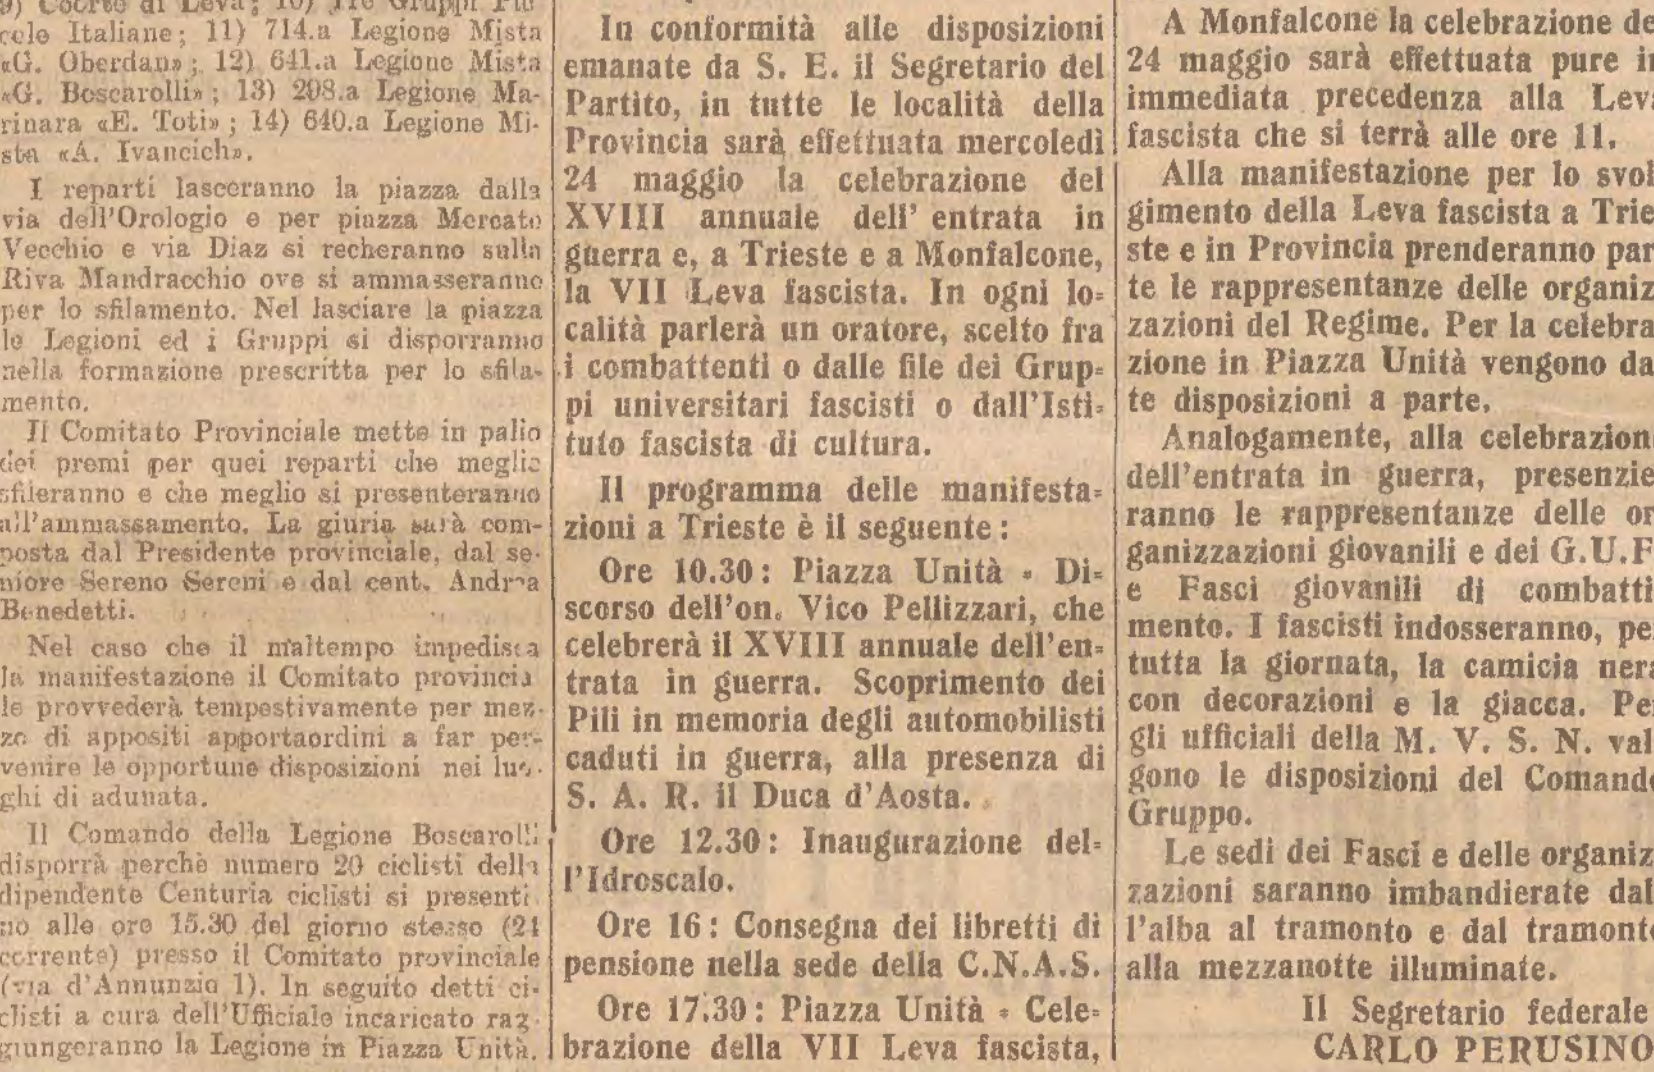 9) Coorte di Leva; 10) Tre Gruppi Pic
cole Italiane; 11) 714.a Legione Mista
«G. Oberdan»; 12) 641.a Legione Mista
«G. Boscarolli»; 13) 298.a Legione Ma-
rinara «E. Toti»; 14) 640.a Legione Mi-
sta «A. Ivancich».
I reparti lasceranno la piazza dalla
via dell'Orologio e per piazza Mercato
Vecchio e via Diaz si recheranno sulla
Riva Mandracchio ove si ammasseranno
per lo sfilamento. Nel lasciare la piazza
le Legioni ed i Gruppi si disporranno
nella formazione prescritta per lo sfila-
mento.
Il Comitato Provinciale mette in palio
dei premi per quei reparti che meglio
sfileranno e che meglio si presenteranno
all'ammassamento. La giuria sarà com-
posta dal Presidente provinciale, dal se-
niore Sereno Sereni e dal cent. Andrea
Benedetti.
Nel caso che il maltempo impedisca
la manifestazione il Comitato provincia
le provvederà tempestivamente per mez-
zo di appositi apportaordini a far per-
venire le opportune disposizioni nei luo-
ghi di adunata.
Il Comando della Legione Boscarolli
disporrà perchè numero 20 ciclisti della
dipendente Centuria ciclisti si presenti
no alle ore 15.30 del giorno stesso (24
corrente) presso il Comitato provinciale
(via d'Annunzio 1). In seguito detti ci-
clisti a cura dell'Ufficiale incaricato rag-
giungeranno la Legione in Piazza Unità.
In conformità alle disposizioni
emanate da S. E. il Segretario del
Partito, in tutte le località della
Provincia sarà effettuata mercoledì
24 maggio la celebrazione del
XVIII annuale dell' entrata in
guerra e, a Trieste e a Monfalcone,
la VII Leva fascista. In ogni lo=
calità parlerà un oratore, scelto fra
i combattenti o dalle file dei Grup=
pi universitari fascisti o dall'Isti=
tuto fascista di cultura.
Il programma delle manifesta=
zioni a Trieste è il seguente:
Ore 10.30: Piazza Unità - Di=
scorso dell'on. Vico Pellizzari, che
celebrerà il XVIII annuale dell'en=
trata in guerra. Scoprimento dei
Pili in memoria degli automobilisti
caduti in guerra, alla presenza di
S. A. R. il Duca d'Aosta.
Ore 12.30: Inaugurazione del=
l'Idroscalo.
Ore 16: Consegna dei libretti di
pensione nella sede della C.N.A.S.
Ore 17.30: Piazza Unità - Cele=
brazione della VII Leva fascista,
A Monfalcone la celebrazione de
24 maggio sarà effettuata pure i
immediata precedenza alla Lev
fascista che si terrà alle ore 11.
Alla manifestazione per lo svol
gimento della Leva fascista a Trie
ste e in Provincia prenderanno par
te le rappresentanze delle organiz
zazioni del Regime. Per la celebra
zione in Piazza Unità vengono da
te disposizioni a parte.
Analogamente, alla celebrazion
dell'entrata in guerra, presenzie
ranno le rappresentanze delle or
ganizzazioni giovanili e dei G.U.F
e Fasci giovanili di combatti
mento. I fascisti indosseranno, pe
tutta la giornata, la camicia nera
con decorazioni e la giacca. Pe
gli ufficiali della M. V. S. N. val
gono le disposizioni del Comando
Gruppo.
Le sedi dei Fasci e delle organiz
zazioni saranno imbandierate dal
l'alba al tramonto e dal tramonto
alla mezzanotte illuminate.
Il Segretario federale
CARLO PERUSINO